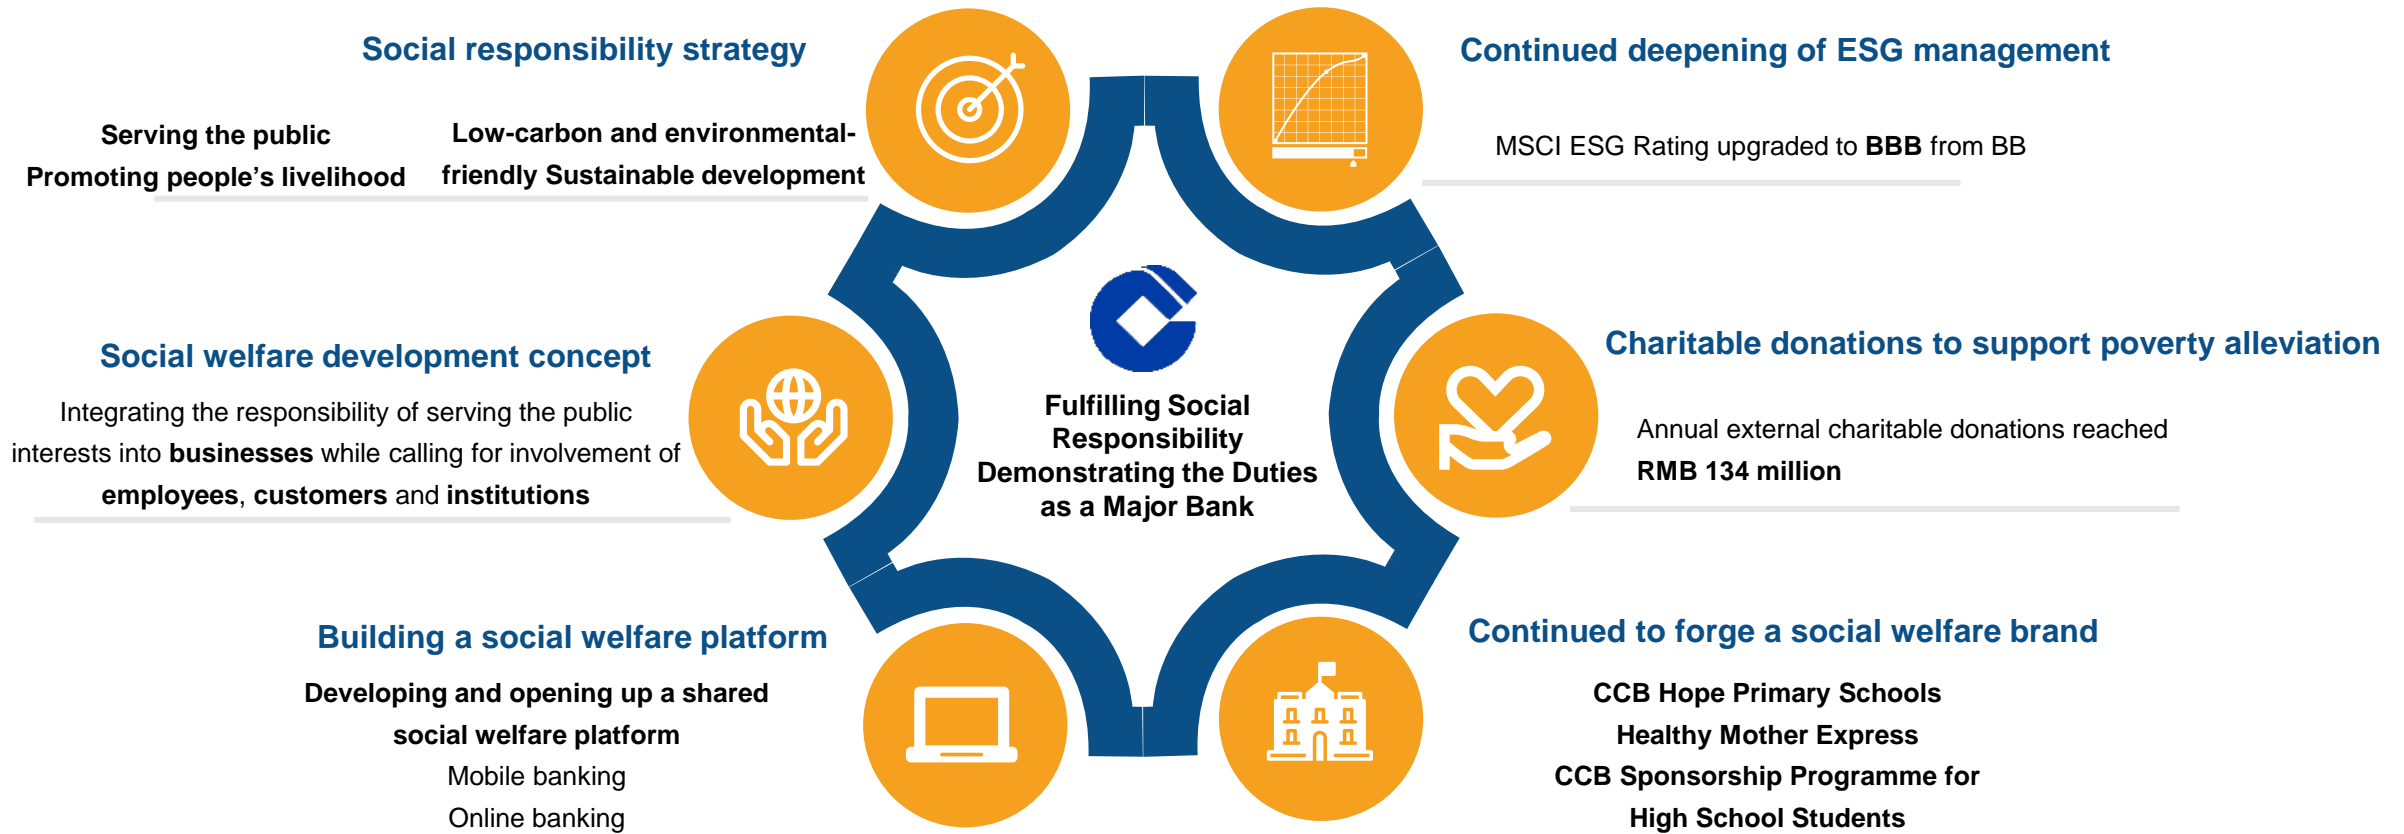 Social responsibility strategy
Serving the public
Promoting people’s livelihood
Low-carbon and environmental-
friendly Sustainable development
Continued deepening of ESG management
MSCI ESG Rating upgraded to BBB from BB
Social welfare development concept
Integrating the responsibility of serving the public
interests into businesses while calling for involvement of
employees, customers and institutions
Fulfilling Social
Responsibility
Demonstrating the Duties
as a Major Bank
Charitable donations to support poverty alleviation
Annual external charitable donations reached
RMB 134 million
Building a social welfare platform
Developing and opening up a shared
social welfare platform
Mobile banking
Online banking
Continued to forge a social welfare brand
CCB Hope Primary Schools
Healthy Mother Express
CCB Sponsorship Programme for
High School Students